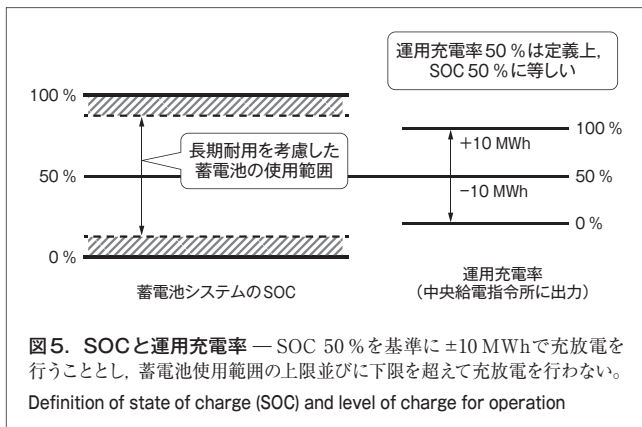 運用充電率50 %は定義上,
SOC 50 %に等しい
100 %
100 %
+10 MWh
長期耐用を考慮した
蓄電池の使用範囲
50 %
50 %
−10 MWh
0 %
0 %
蓄電池システムのSOC
運用充電率
(中央給電指令所に出力)
図5. SOCと運用充電率 — SOC 50 %を基準に ±10 MWhで充放電を
行うこととし, 蓄電池使用範囲の上限並びに下限を超えて充放電を行わない。
Definition of state of charge (SOC) and level of charge for operation